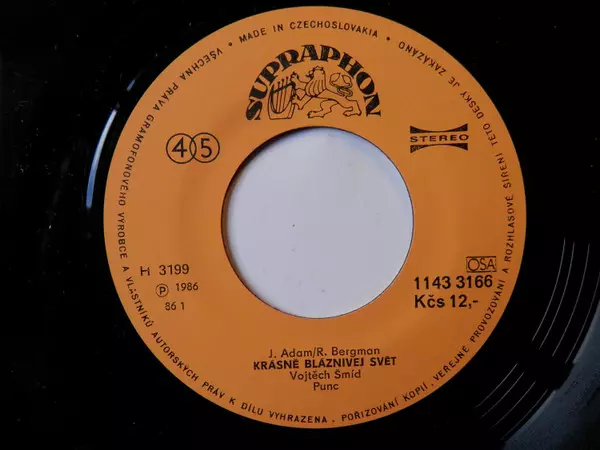 VŠECHNA PRÁVA GRAMOFONOVÉHO VÝROBCE A VLASTNÍKŮ AUTORSKÝCH PRÁV K DÍLU VYHRAZENA. POŘIZOVÁNÍ KOPIÍ, VEŘEJNÉ PROVOZOVÁNÍ A ROZHLASOVÉ ŠÍŘENÍ TÉTO DESKY JE ZAKÁZÁNO • MADE IN CZECHOSLOVAKIA •
SUPRAPHON
45
STEREO
H 3199
Ⓟ 1986
86 1
OSA
1143 3166
Kčs 12,-
J. Adam/R. Bergman
KRÁSNĚ BLÁZNIVEJ SVĚT
Vojtěch Smíd
Punc